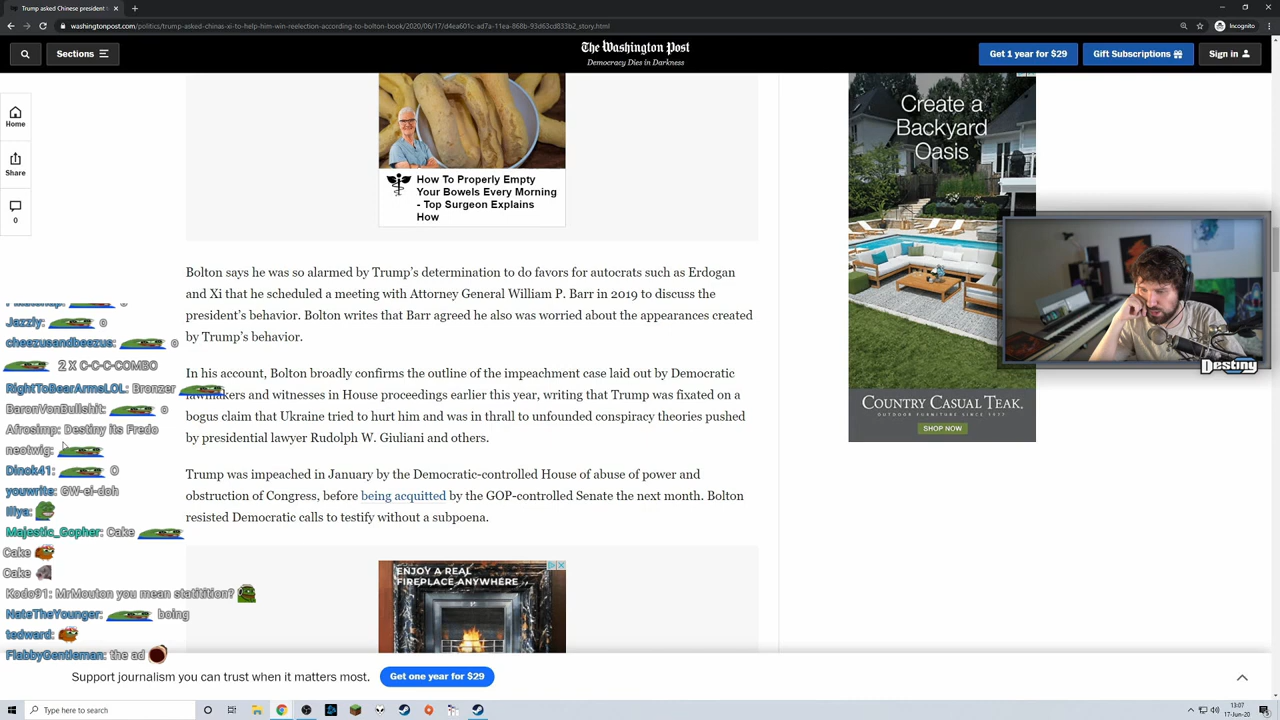 Trump asked Chinese president
washingtonpost.com/politics/trump-asked-chinas-xi-to-help-him-win-reelection-according-to-bolton-book/2020/06/17/d4ea601c-ad7a-11ea-868b-93d63cd833b2_story.html
Incognito
Sections
The Washington Post
Democracy Dies in Darkness
Get 1 year for $29
Gift Subscriptions
Sign in
Home
Share
0
How To Properly Empty
Your Bowels Every Morning
- Top Surgeon Explains
How
Create a
Backyard
Oasis
Bolton says he was so alarmed by Trump’s determination to do favors for autocrats such as Erdogan
and Xi that he scheduled a meeting with Attorney General William P. Barr in 2019 to discuss the
president’s behavior. Bolton writes that Barr agreed he also was worried about the appearances created
by Trump’s behavior.
In his account, Bolton broadly confirms the outline of the impeachment case laid out by Democratic
lawmakers and witnesses in House proceedings earlier this year, writing that Trump was fixated on a
bogus claim that Ukraine tried to hurt him and was in thrall to unfounded conspiracy theories pushed
by presidential lawyer Rudolph W. Giuliani and others.
Trump was impeached in January by the Democratic-controlled House of abuse of power and
obstruction of Congress, before being acquitted by the GOP-controlled Senate the next month. Bolton
resisted Democratic calls to testify without a subpoena.
Jazzly: o
cheezusandbeezus: o
2 X C-C-C-COMBO
RightToBearArmsLOL: Bronzer
BaronVonBullshit: o
Afrosimp: Destiny its Fredo
neotwig:
Dinok41: O
youwrite: GW-ei-doh
illya:
Majestic_Gopher: Cake
Cake
Cake
Kodo91: MrMouton you mean statitition?
NateTheYounger: boing
tedward:
FlabbyGentleman: the ad
Destiny
COUNTRY CASUAL TEAK.
OUTDOOR FURNITURE SINCE 1977
SHOP NOW
ENJOY A REAL
FIREPLACE ANYWHERE
Support journalism you can trust when it matters most.
Get one year for $29
Type here to search
13:07
17-Jun-20